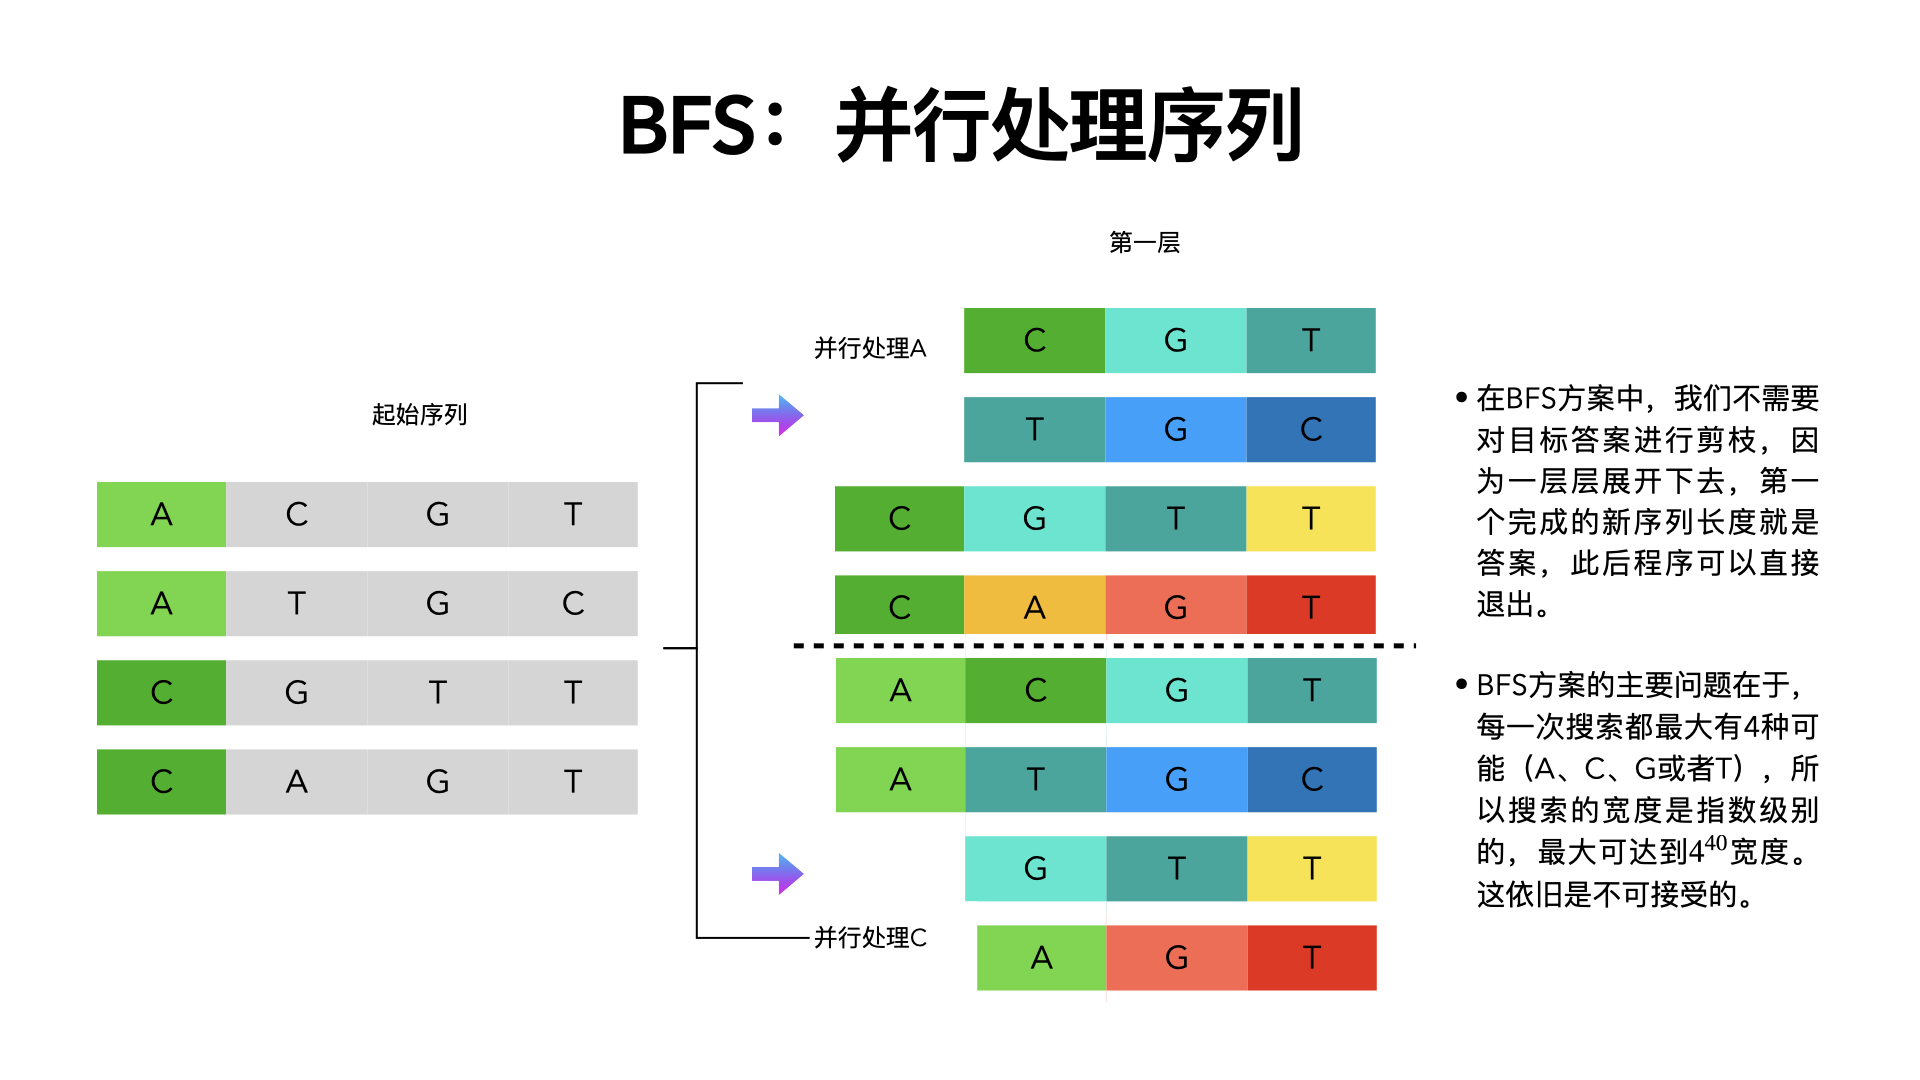 BFS：并行处理序列
第一层
起始序列
A C G T
A T G C
C G T T
C A G T
并行处理A
C G T
T G C
C G T T
C A G T
A C G T
A T G C
G T T
A G T
并行处理C
• 在BFS方案中，我们不需要
对目标答案进行剪枝，因
为一层层展开下去，第一
个完成的新序列长度就是
答案，此后程序可以直接
退出。
• BFS方案的主要问题在于，
每一次搜索都最大有4种可
能（A、C、G或者T），所
以搜索的宽度是指数级别
的，最大可达到4⁴⁰宽度。
这依旧是不可接受的。